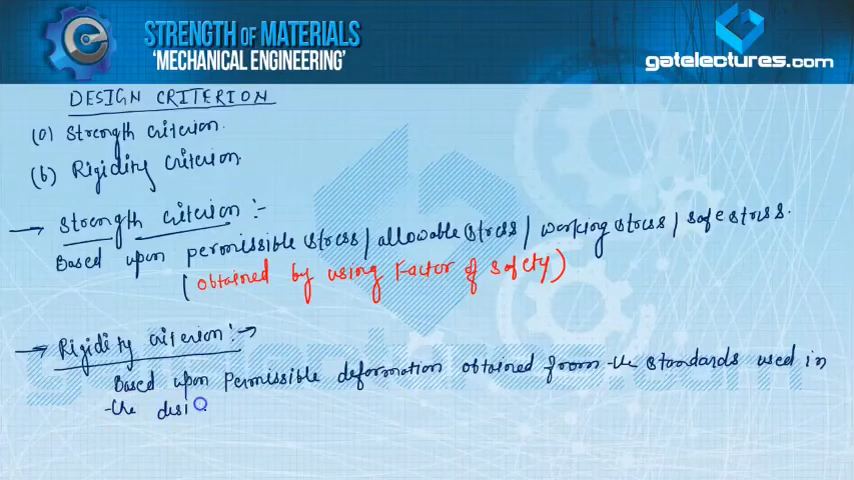 STRENGTH OF MATERIALS
'MECHANICAL ENGINEERING'
gatelectures.com
DESIGN CRITERION
(a) Strength criterion.
(b) Rigidity criterion
→ Strength criterion :-
Based upon permissible stress / allowable stress / working stress / safe stress.
(obtained by using Factor of safety)
→ Rigidity criterion :→
Based upon Permissible deformation obtained from the standards used in
the desi